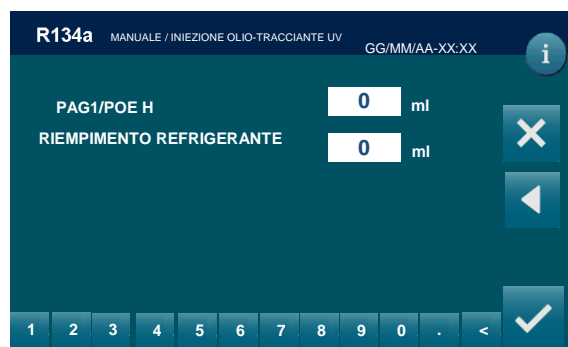 R134a MANUALE / INIEZIONE OLIO-TRACCIANTE UV GG/MM/AA-XX:XX i
PAG1/POE H 0 ml
RIEMPIMENTO REFRIGERANTE 0 ml
1 2 3 4 5 6 7 8 9 0 . <